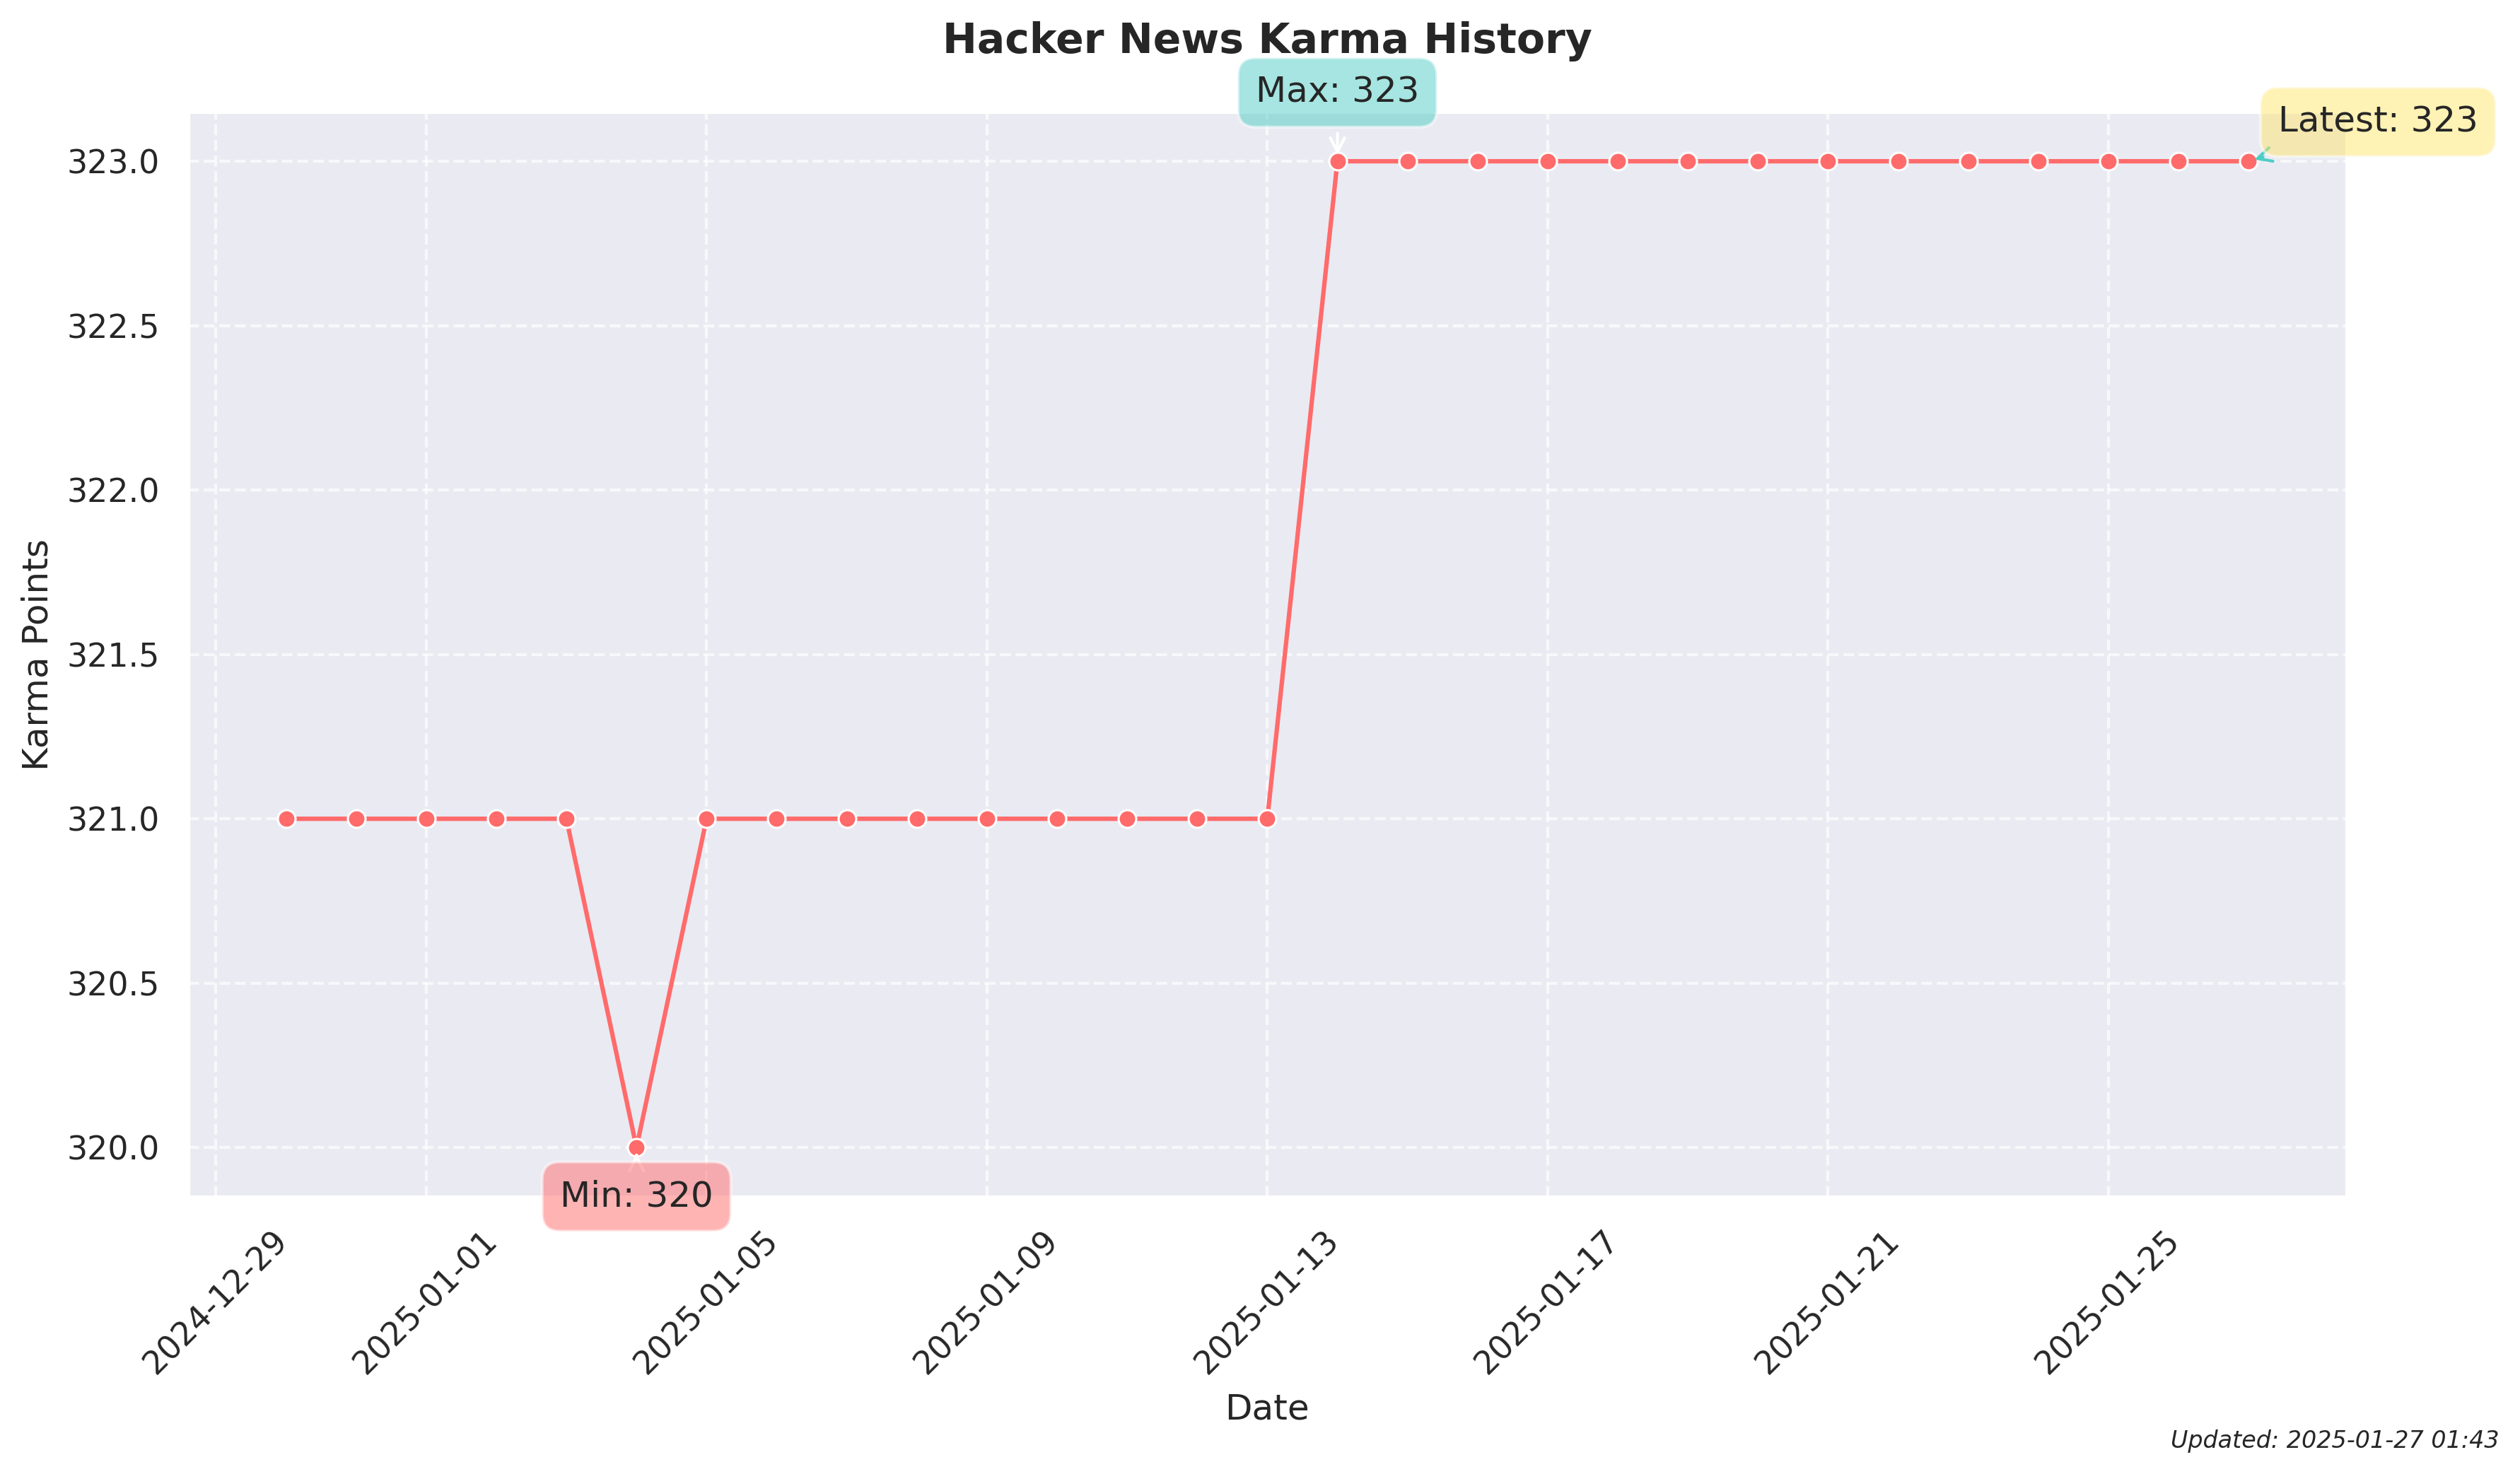 Hacker News Karma History
Max: 323
Latest: 323
323.0
322.5
322.0
321.5
321.0
320.5
320.0
Karma Points
Min: 320
2024-12-29
2025-01-01
2025-01-05
2025-01-09
2025-01-13
2025-01-17
2025-01-21
2025-01-25
Date
Updated: 2025-01-27 01:43